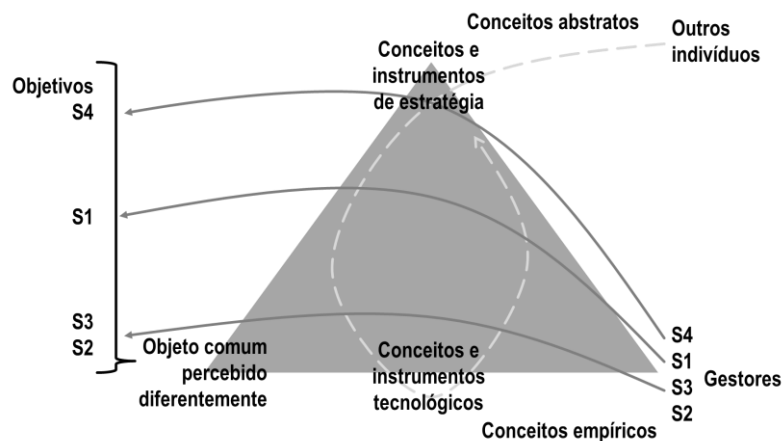 Conceitos abstratos
Outros
indivíduos
Conceitos e
instrumentos
de estratégia
Objetivos
S4
S1
S3
S2
Objeto comum
percebido
diferentemente
Conceitos e
instrumentos
tecnológicos
S4
S1
S3
S2
Gestores
Conceitos empíricos